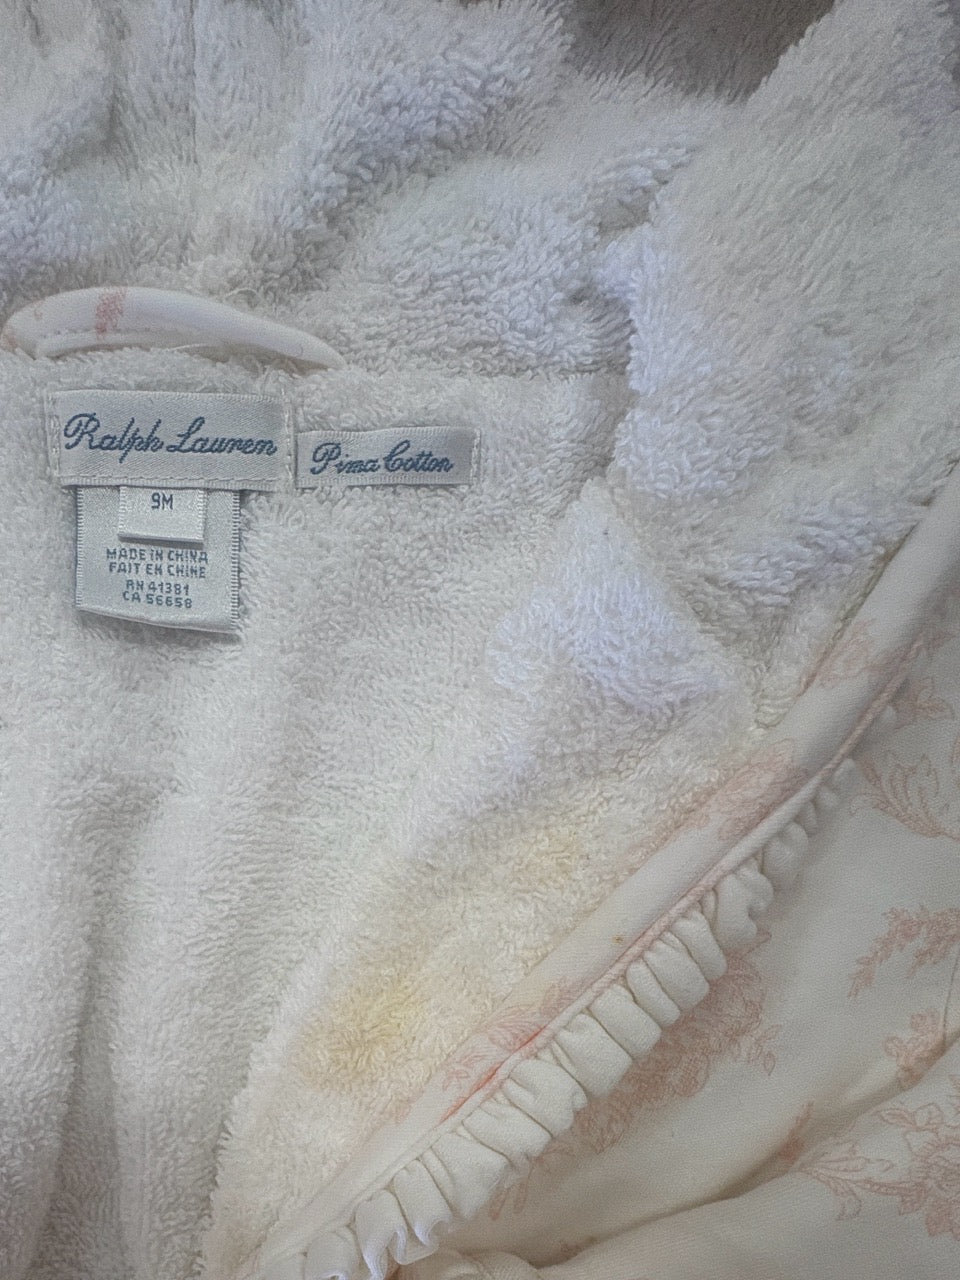 Ralph Lauren
Pima Cotton
9M
MADE IN CHINA
FAIT EN CHINE
RN 41381
CA 56658